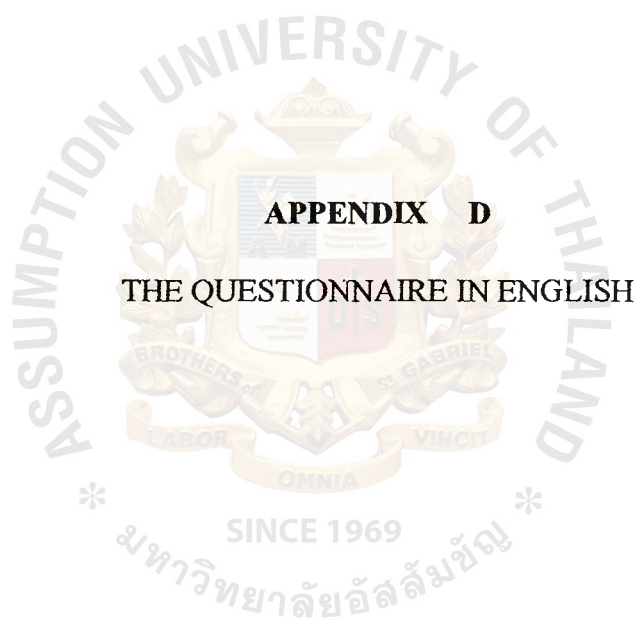 ASSUMPTION UNIVERSITY OF THAILAND
APPENDIX D
THE QUESTIONNAIRE IN ENGLISH
A M
D S
BROTHERS of St GABRIEL
LABOR
VINCIT
OMNIA
* SINCE 1969 *
มหาวิทยาลัยอัสสัมชัญ